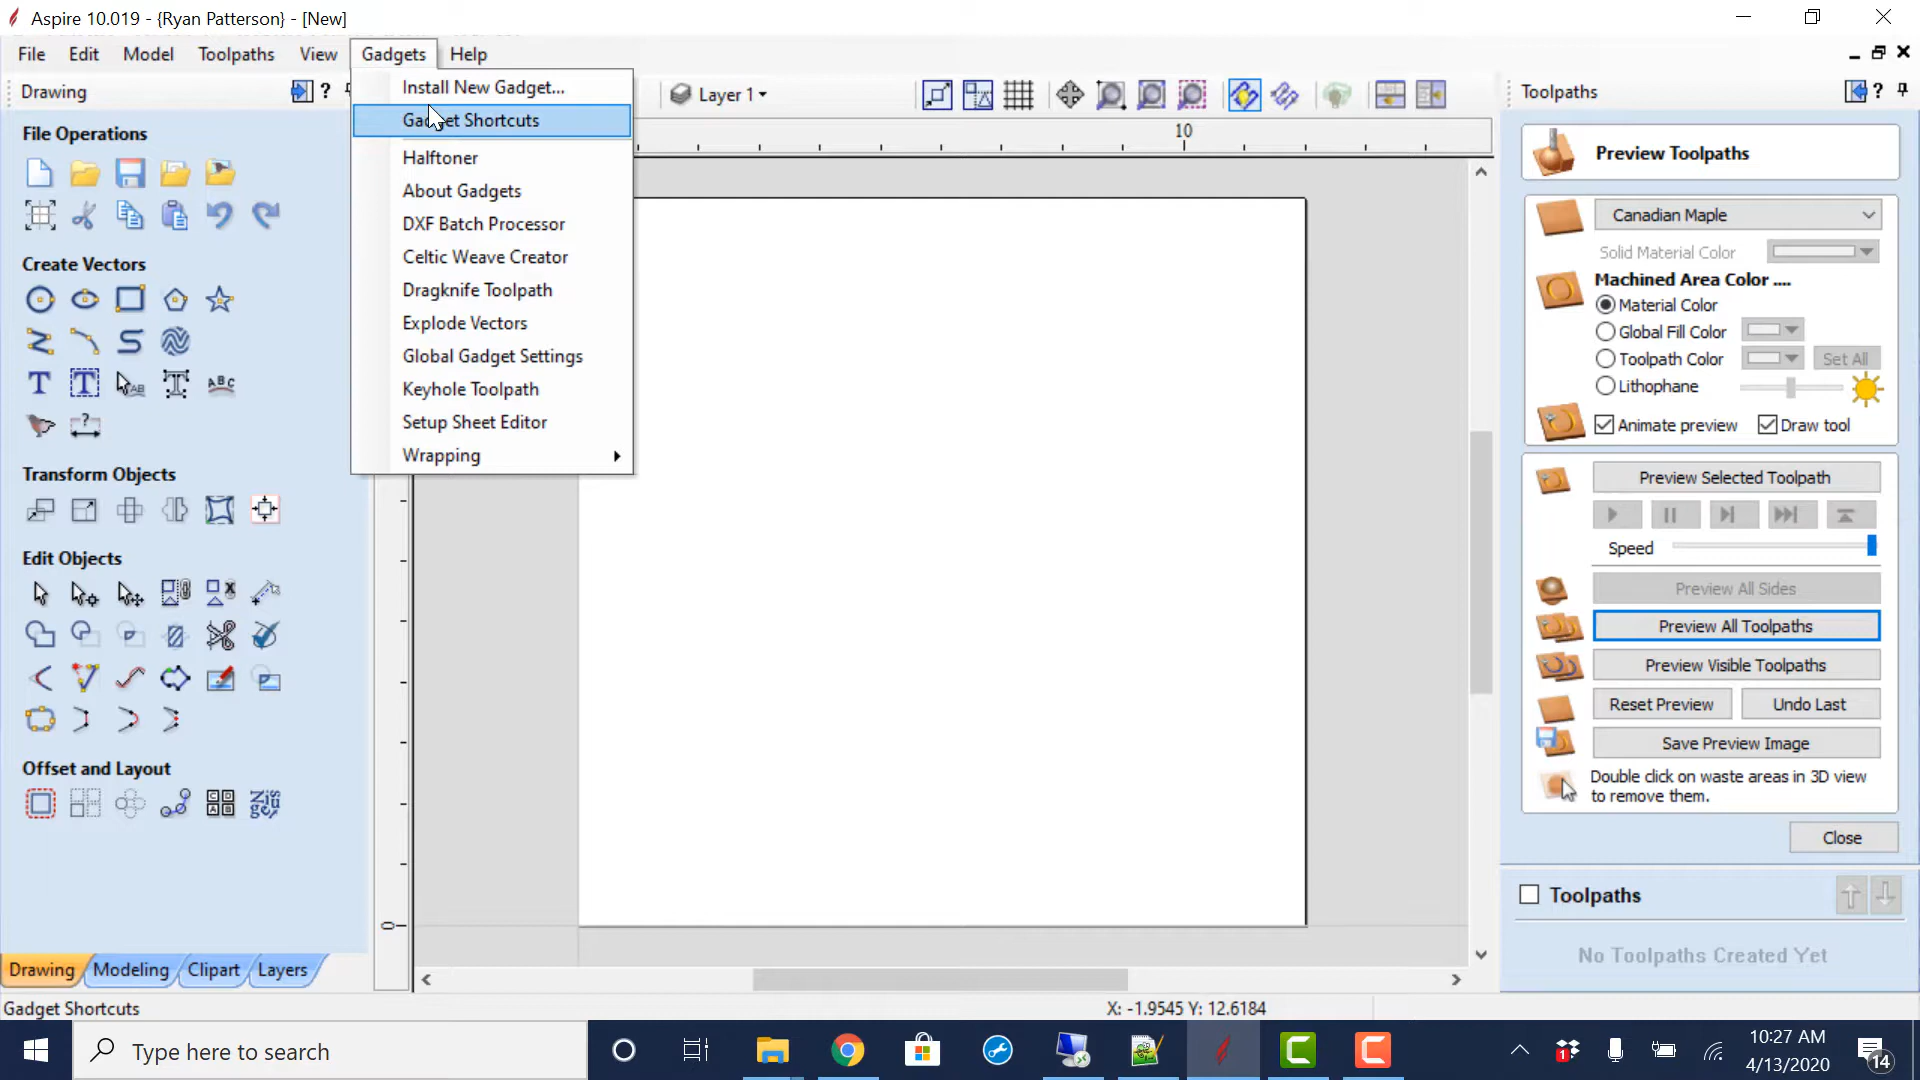 Aspire 10.019 - {Ryan Patterson} - [New]
File Edit Model Toolpaths View Gadgets Help
Drawing
?
Install New Gadget...
Gadget Shortcuts
Halftoner
About Gadgets
DXF Batch Processor
Celtic Weave Creator
Dragknife Toolpath
Explode Vectors
Global Gadget Settings
Keyhole Toolpath
Setup Sheet Editor
Wrapping
Layer 1
10
0
File Operations
Create Vectors
Transform Objects
Edit Objects
Offset and Layout
Drawing Modeling Clipart Layers
Gadget Shortcuts
X: -1.9545 Y: 12.6184
Toolpaths
?
Preview Toolpaths
Canadian Maple
Solid Material Color
Machined Area Color ....
Material Color
Global Fill Color
Toolpath Color Set All
Lithophane
Animate preview Draw tool
Preview Selected Toolpath
Speed
Preview All Sides
Preview All Toolpaths
Preview Visible Toolpaths
Reset Preview Undo Last
Save Preview Image
Double click on waste areas in 3D view
to remove them.
Close
Toolpaths
No Toolpaths Created Yet
Type here to search
1
10:27 AM
4/13/2020
14